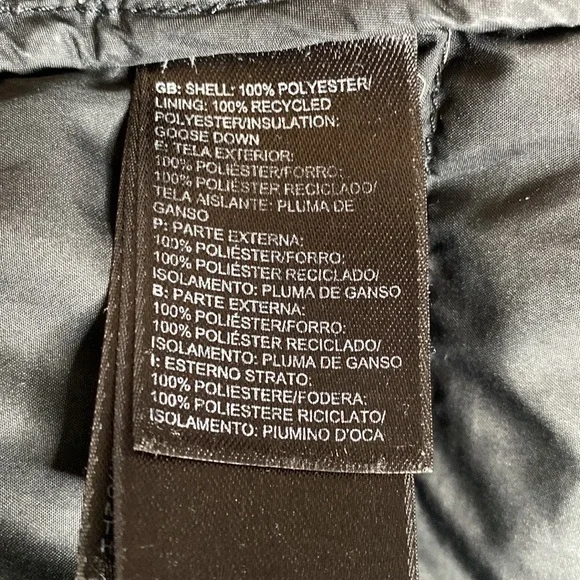 GB: SHELL: 100% POLYESTER/
LINING: 100% RECYCLED
POLYESTER/INSULATION:
GOOSE DOWN
E: TELA EXTERIOR:
100% POLIÉSTER/FORRO:
100% POLIÉSTER RECICLADO/
TELA AISLANTE: PLUMA DE
GANSO
P: PARTE EXTERNA:
100% POLIÉSTER/FORRO:
100% POLIÉSTER RECICLADO/
ISOLAMENTO: PLUMA DE GANSO
B: PARTE EXTERNA:
100% POLIÉSTER/FORRO:
100% POLIÉSTER RECICLADO/
ISOLAMENTO: PLUMA DE GANSO
I: ESTERNO STRATO:
100% POLIESTERE/FODERA:
100% POLIESTERE RICICLATO/
ISOLAMENTO: PIUMINO D'OCA